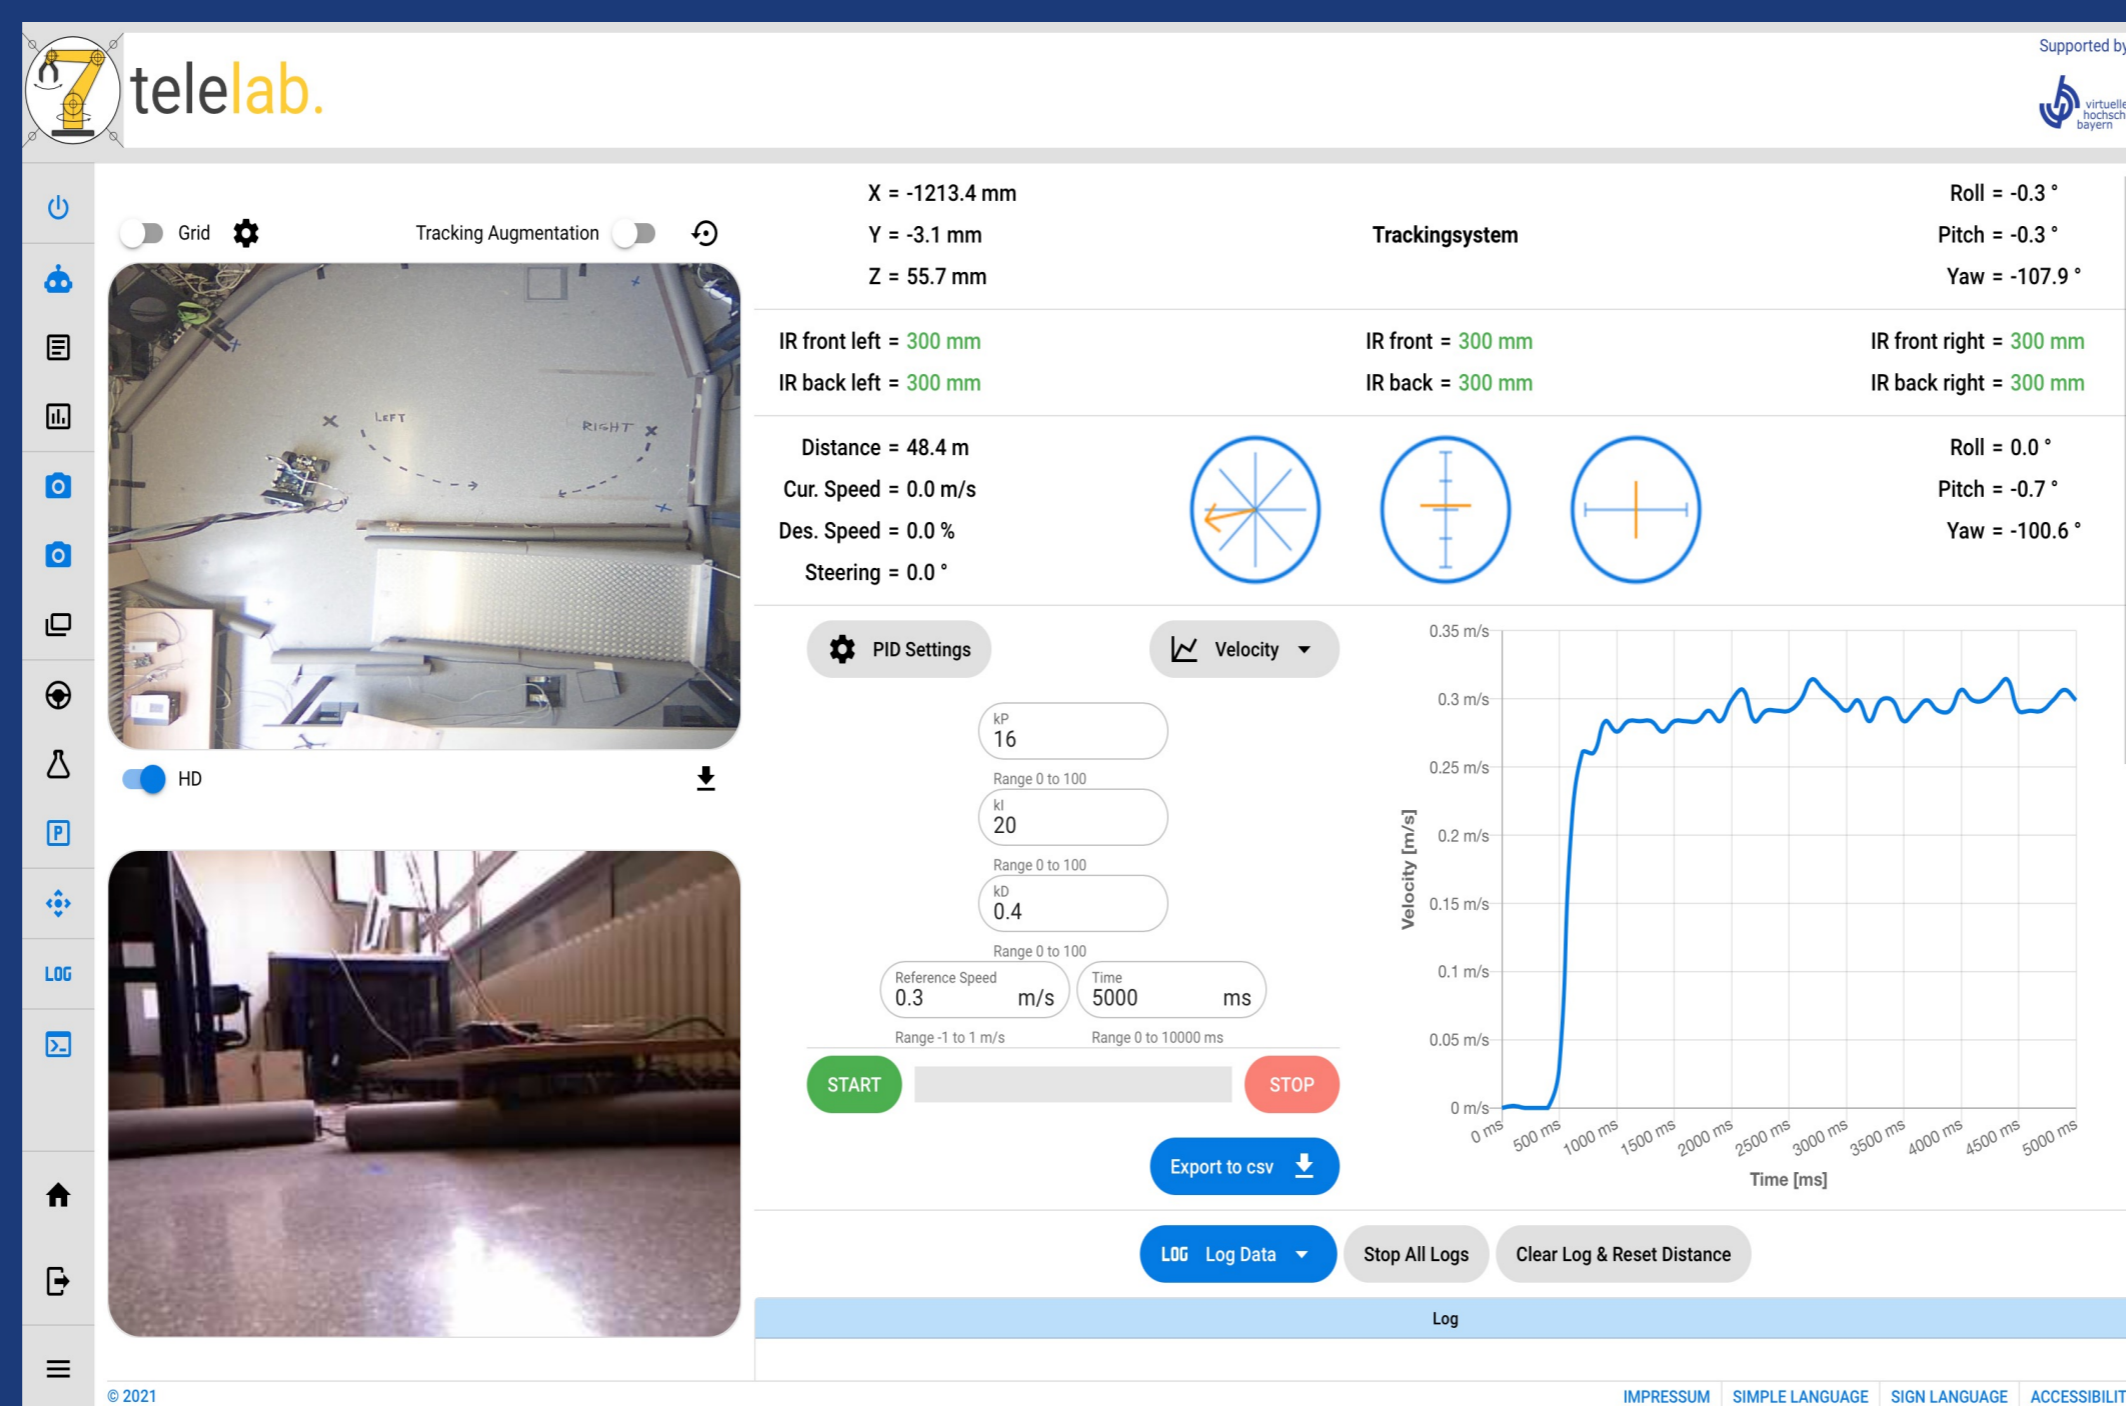 telelab.
Supported by
virtuelle
hochsch
bayern
Grid
Tracking Augmentation
X = -1213.4 mm
Y = -3.1 mm
Z = 55.7 mm
Trackingsystem
Roll = -0.3 °
Pitch = -0.3 °
Yaw = -107.9 °
LEFT
RIGHT
IR front left = 300 mm
IR front = 300 mm
IR front right = 300 mm
IR back left = 300 mm
IR back = 300 mm
IR back right = 300 mm
Distance = 48.4 m
Cur. Speed = 0.0 m/s
Des. Speed = 0.0 %
Steering = 0.0 °
Roll = 0.0 °
Pitch = -0.7 °
Yaw = -100.6 °
HD
P
LOG
PID Settings
Velocity
kP
16
Range 0 to 100
kI
20
Range 0 to 100
kD
0.4
Range 0 to 100
Reference Speed
0.3 m/s
Range -1 to 1 m/s
Time
5000 ms
Range 0 to 10000 ms
START
STOP
Export to csv
0.35 m/s
0.3 m/s
0.25 m/s
0.2 m/s
0.15 m/s
0.1 m/s
0.05 m/s
0 m/s
Velocity [m/s]
0 ms 500 ms 1000 ms 1500 ms 2000 ms 2500 ms 3000 ms 3500 ms 4000 ms 4500 ms 5000 ms
Time [ms]
LOG Log Data
Stop All Logs
Clear Log & Reset Distance
Log
© 2021
IMPRESSUM
SIMPLE LANGUAGE
SIGN LANGUAGE
ACCESSIBILIT